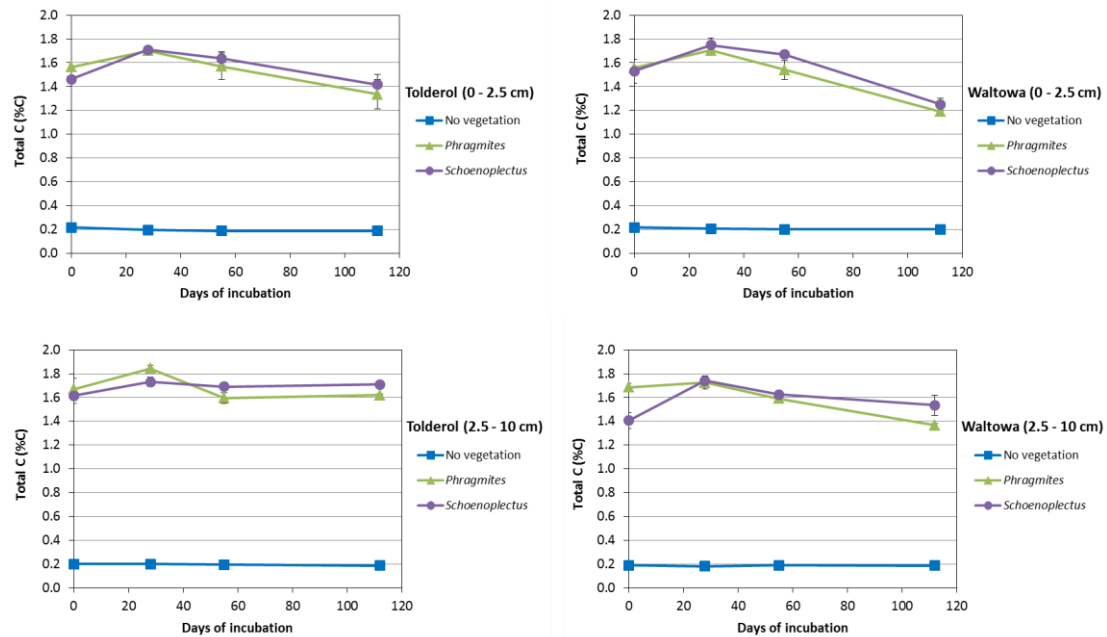 2.0
1.8
1.6
1.4
1.2
1.0
0.8
0.6
0.4
0.2
0.0
Total C (%C)
0 20 40 60 80 100 120
Days of incubation
Tolderol (0 - 2.5 cm)
No vegetation
Phragmites
Schoenoplectus
2.0
1.8
1.6
1.4
1.2
1.0
0.8
0.6
0.4
0.2
0.0
Total C (%C)
0 20 40 60 80 100 120
Days of incubation
Waltowa (0 - 2.5 cm)
No vegetation
Phragmites
Schoenoplectus
2.0
1.8
1.6
1.4
1.2
1.0
0.8
0.6
0.4
0.2
0.0
Total C (%C)
0 20 40 60 80 100 120
Days of incubation
Tolderol (2.5 - 10 cm)
No vegetation
Phragmites
Schoenoplectus
2.0
1.8
1.6
1.4
1.2
1.0
0.8
0.6
0.4
0.2
0.0
Total C (%C)
0 20 40 60 80 100 120
Days of incubation
Waltowa (2.5 - 10 cm)
No vegetation
Phragmites
Schoenoplectus